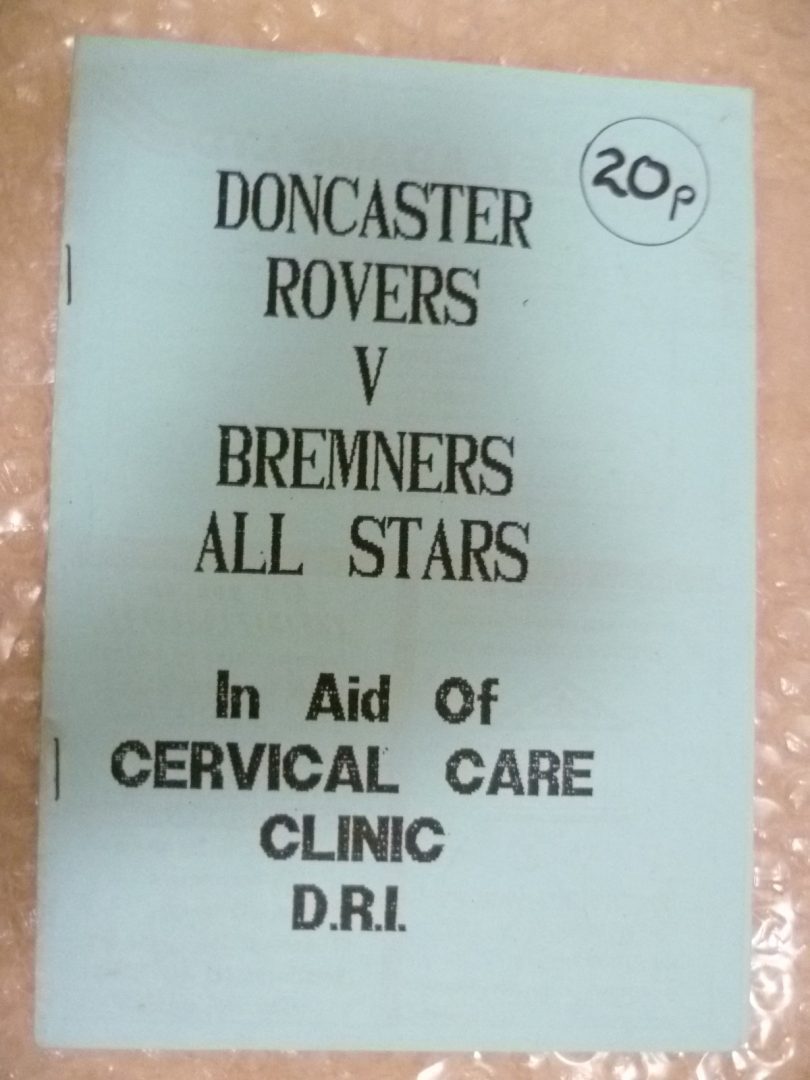 20p
DONCASTER
ROVERS
V
BREMNERS
ALL STARS
In Aid Of
CERVICAL CARE
CLINIC
D.R.I.